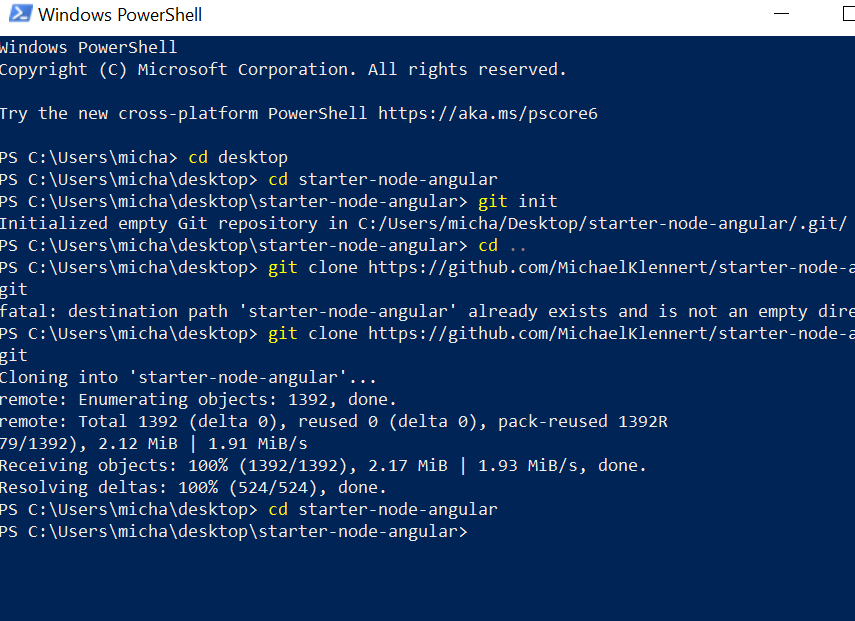 Windows PowerShell
Windows PowerShell
Copyright (C) Microsoft Corporation. All rights reserved.
Try the new cross-platform PowerShell https://aka.ms/pscore6
PS C:\Users\micha> cd desktop
PS C:\Users\micha\desktop> cd starter-node-angular
PS C:\Users\micha\desktop\starter-node-angular> git init
Initialized empty Git repository in C:/Users/micha/Desktop/starter-node-angular/.git/
PS C:\Users\micha\desktop\starter-node-angular> cd ..
PS C:\Users\micha\desktop> git clone https://github.com/MichaelKlennert/starter-node-a
git
fatal: destination path 'starter-node-angular' already exists and is not an empty dire
PS C:\Users\micha\desktop> git clone https://github.com/MichaelKlennert/starter-node-a
git
Cloning into 'starter-node-angular'...
remote: Enumerating objects: 1392, done.
remote: Total 1392 (delta 0), reused 0 (delta 0), pack-reused 1392R
79/1392), 2.12 MiB | 1.91 MiB/s
Receiving objects: 100% (1392/1392), 2.17 MiB | 1.93 MiB/s, done.
Resolving deltas: 100% (524/524), done.
PS C:\Users\micha\desktop> cd starter-node-angular
PS C:\Users\micha\desktop\starter-node-angular>